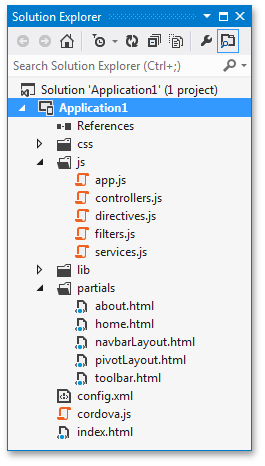 Solution Explorer
Search Solution Explorer (Ctrl+;)
Solution 'Application1' (1 project)
Application1
References
css
js
app.js
controllers.js
directives.js
filters.js
services.js
lib
partials
about.html
home.html
navbarLayout.html
pivotLayout.html
toolbar.html
config.xml
cordova.js
index.html